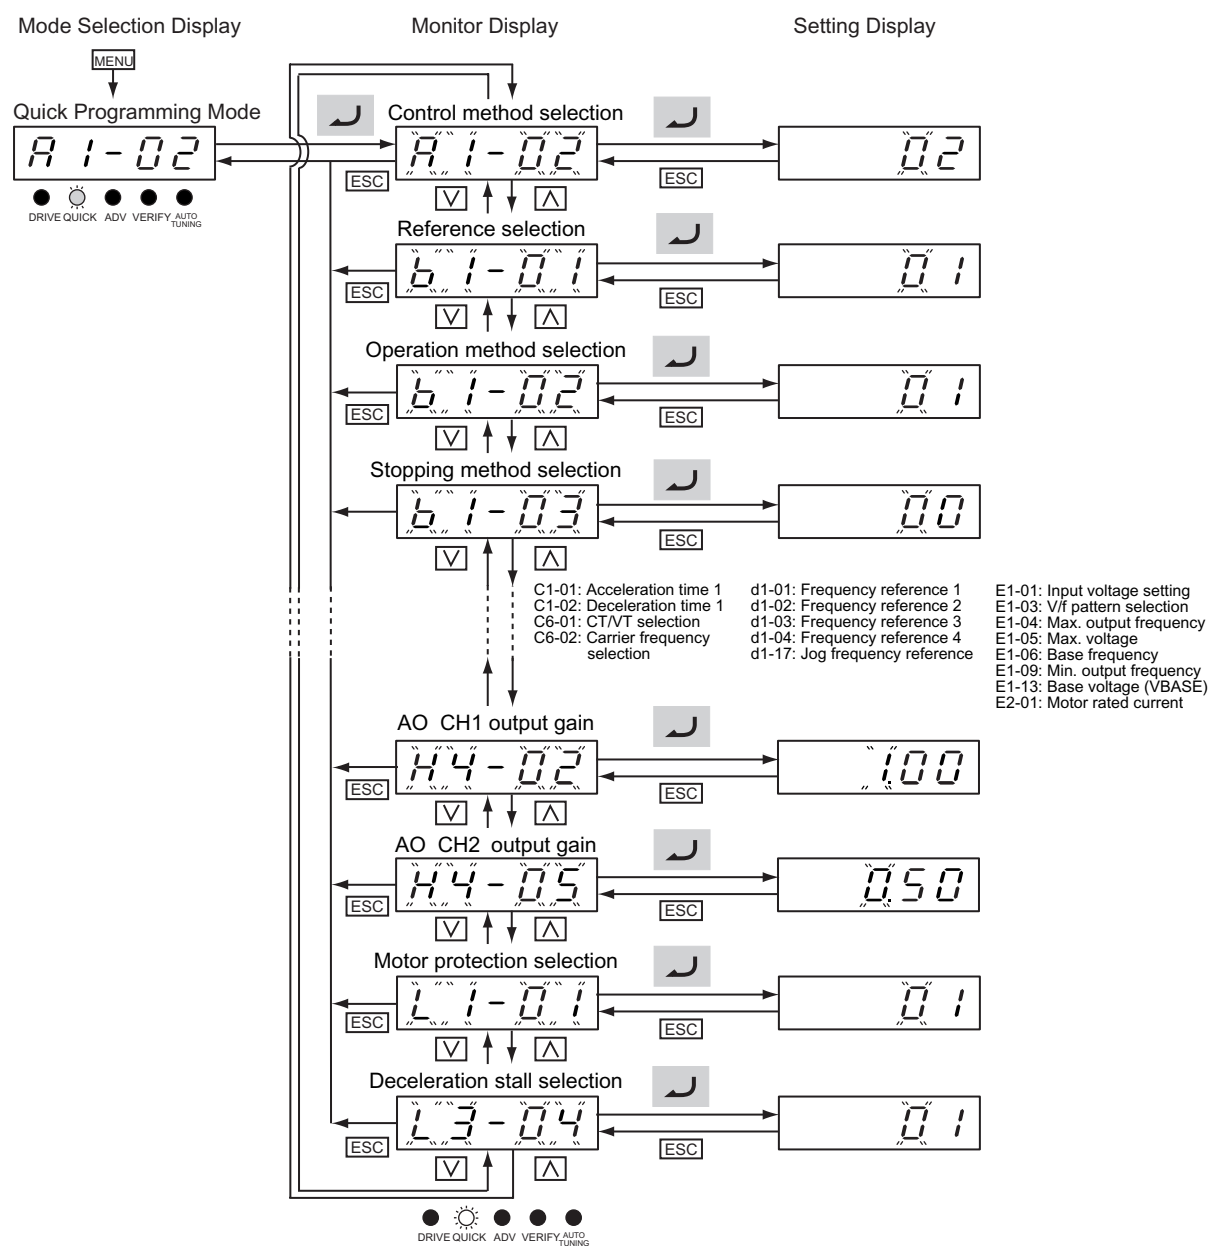 Mode Selection Display
Monitor Display
Setting Display
MENU
Quick Programming Mode
Control method selection
A1-02
A1-02
02
ESC
ESC
DRIVE QUICK ADV VERIFY AUTO TUNING
Reference selection
b1-01
01
ESC
ESC
Operation method selection
b1-02
01
ESC
ESC
Stopping method selection
b1-03
00
ESC
C1-01: Acceleration time 1
C1-02: Deceleration time 1
C6-01: CT/VT selection
C6-02: Carrier frequency
selection
d1-01: Frequency reference 1
d1-02: Frequency reference 2
d1-03: Frequency reference 3
d1-04: Frequency reference 4
d1-17: Jog frequency reference
E1-01: Input voltage setting
E1-03: V/f pattern selection
E1-04: Max. output frequency
E1-05: Max. voltage
E1-06: Base frequency
E1-09: Min. output frequency
E1-13: Base voltage (VBASE)
E2-01: Motor rated current
AO CH1 output gain
H4-02
1.00
ESC
ESC
AO CH2 output gain
H4-05
0.50
ESC
ESC
Motor protection selection
L1-01
01
ESC
ESC
Deceleration stall selection
L3-04
01
ESC
ESC
DRIVE QUICK ADV VERIFY AUTO TUNING